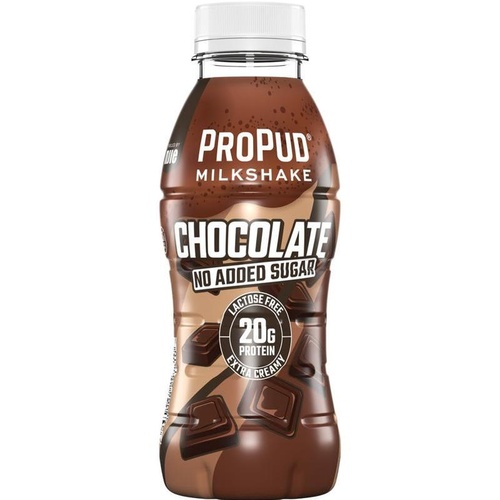 PROPUD®
MILKSHAKE
CHOCOLATE
NO ADDED SUGAR
LACTOSE FREE
20G
PROTEIN
EXTRA CREAMY